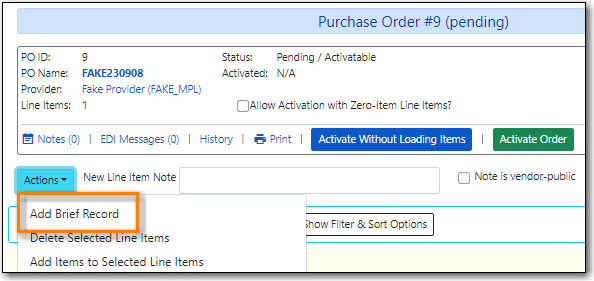 Purchase Order #9 (pending)
PO ID: 9 Status: Pending / Activatable
PO Name: FAKE230908 Activated: N/A
Provider: Fake Provider (FAKE_MPL)
Line Items: 1 Allow Activation with Zero-Item Line Items?
Notes (0) | EDI Messages (0) | History | Print | Activate Without Loading Items | Activate Order
Actions New Line Item Note Note is vendor-public
Add Brief Record
Show Filter & Sort Options
Delete Selected Line Items
Add Items to Selected Line Items